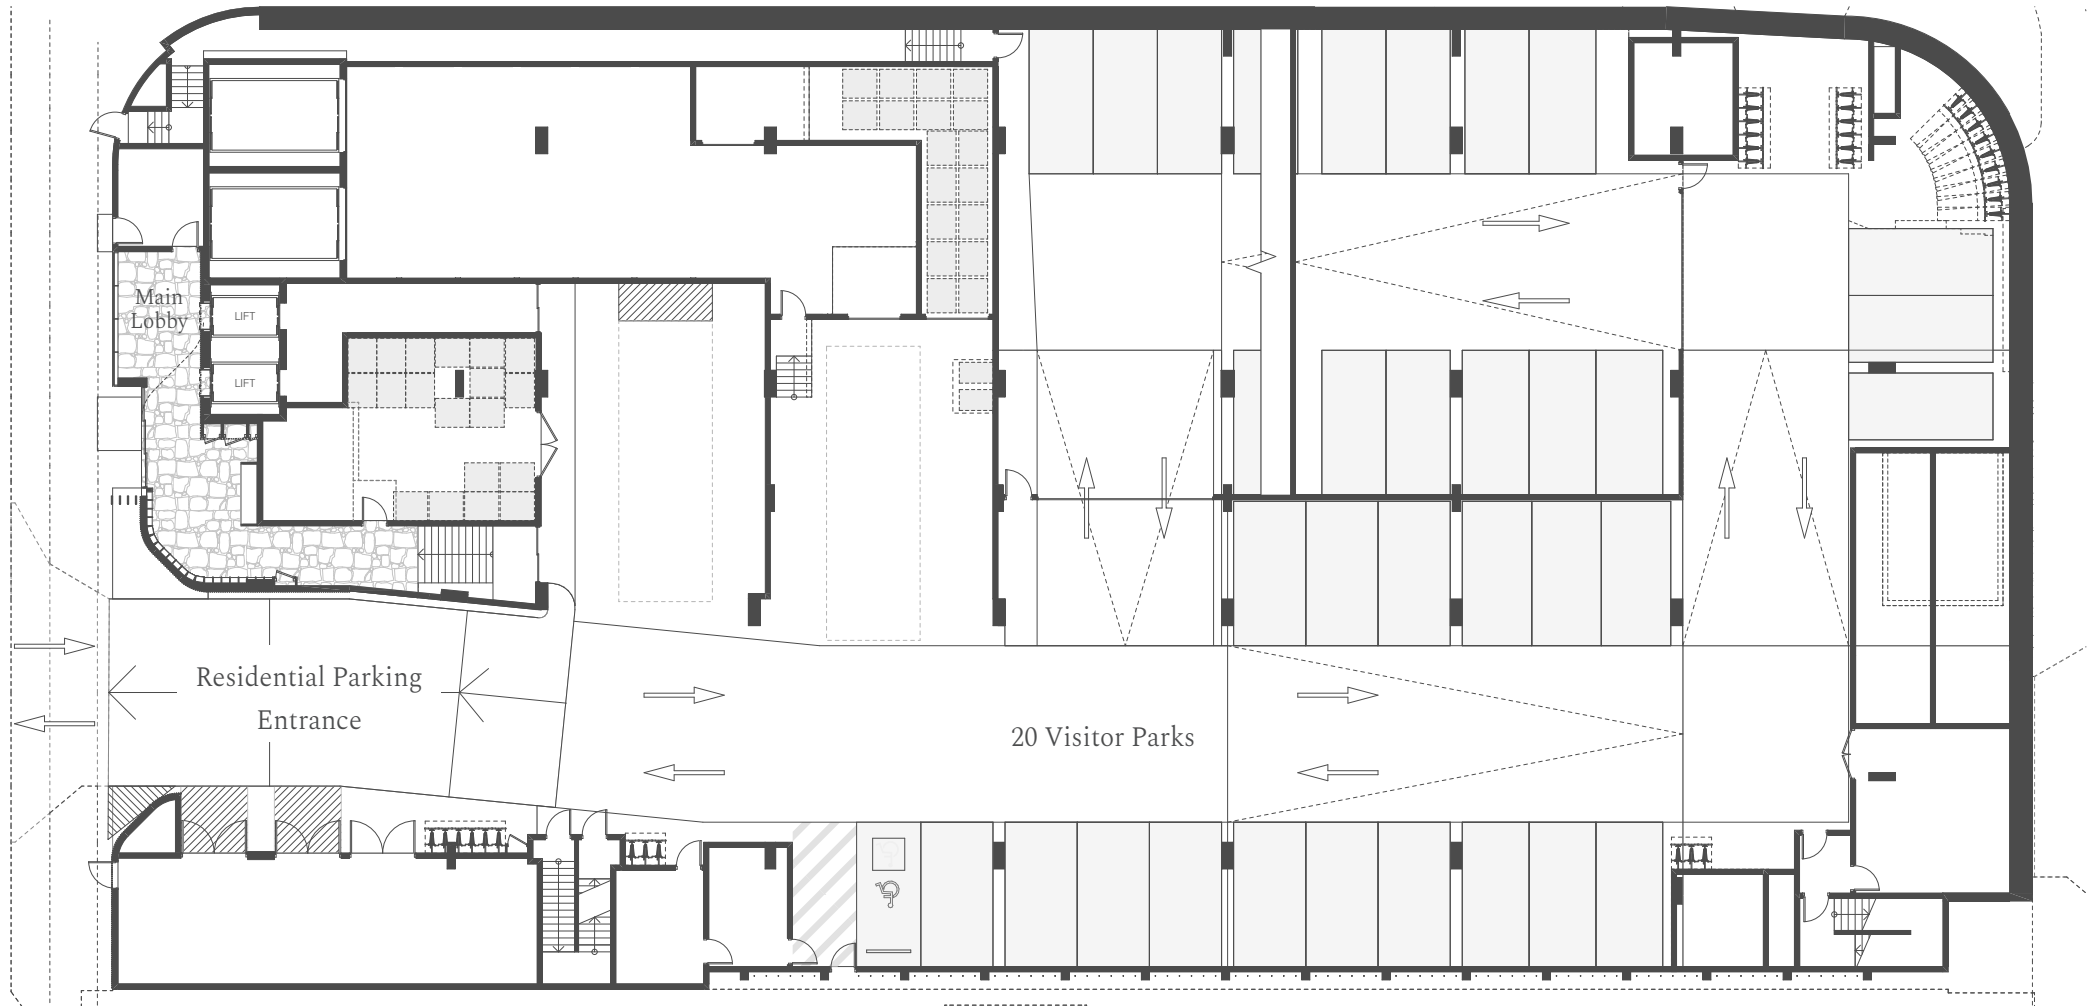 Main
Lobby
LIFT
LIFT
Residential Parking
Entrance
20 Visitor Parks